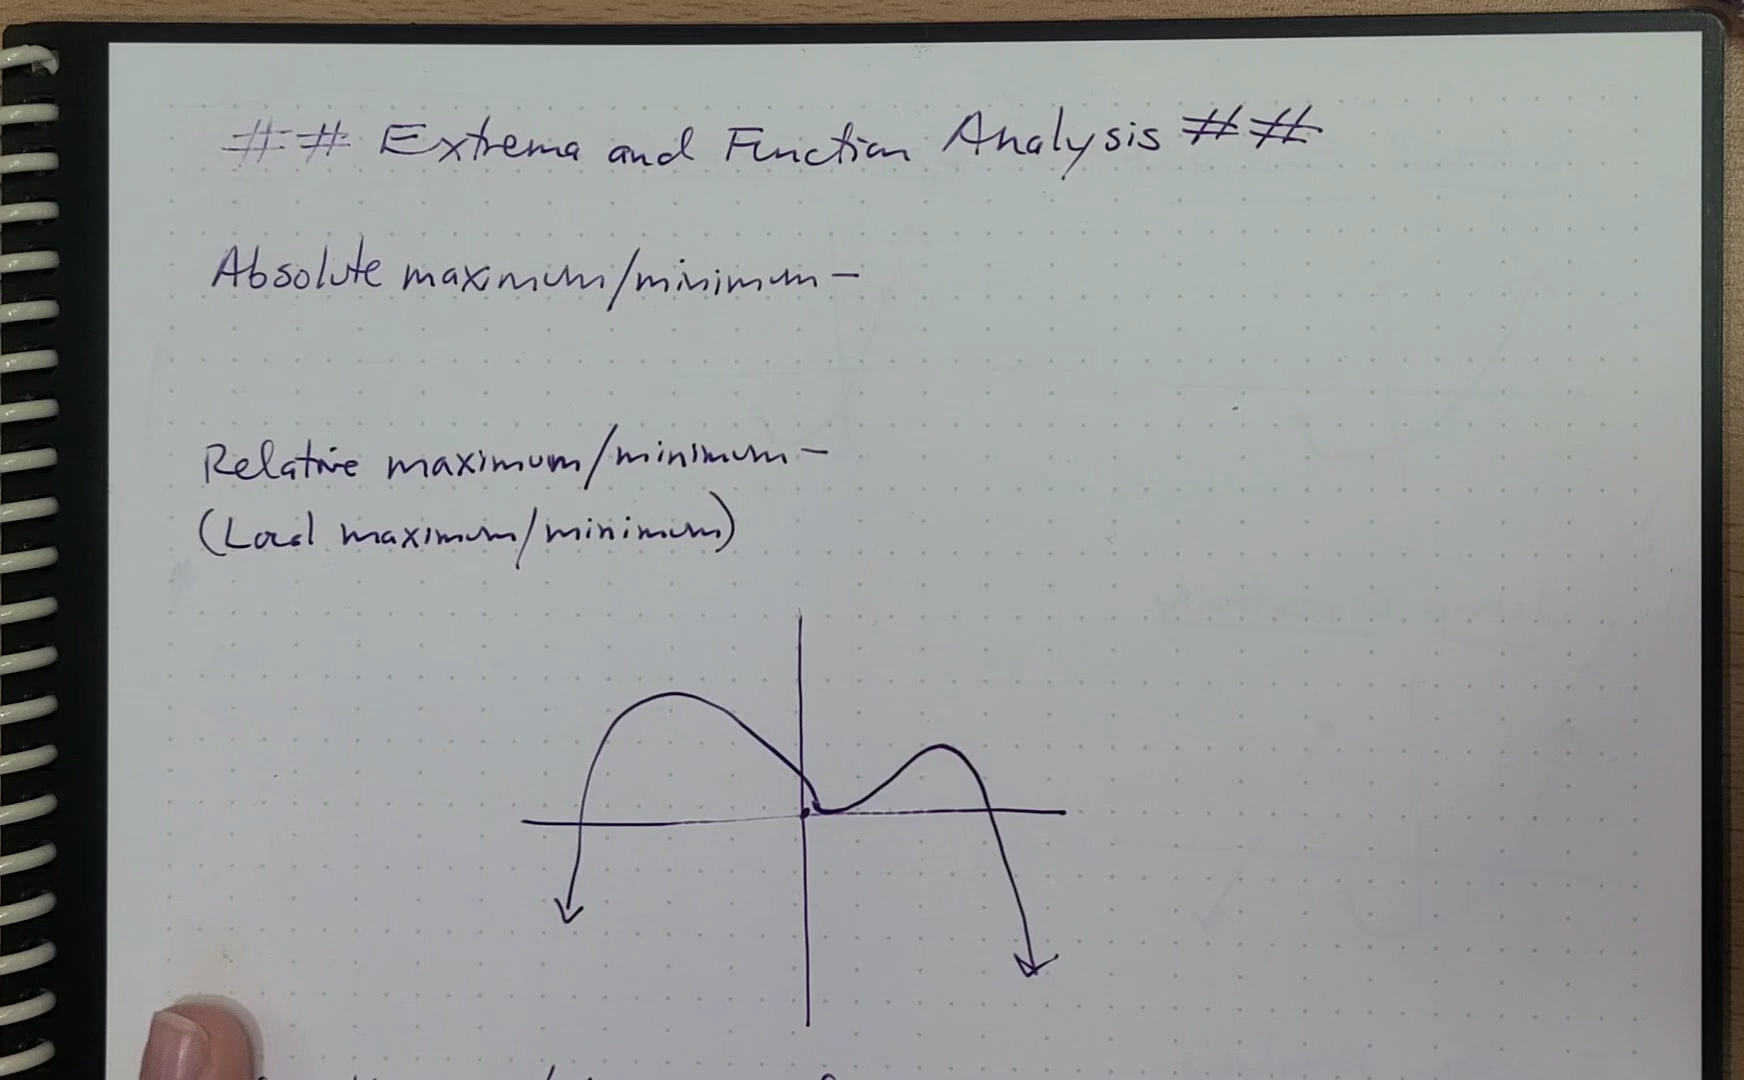 ## Extrema and Function Analysis ##
Absolute maximum/minimum -
Relative maximum/minimum -
(Local maximum/minimum)